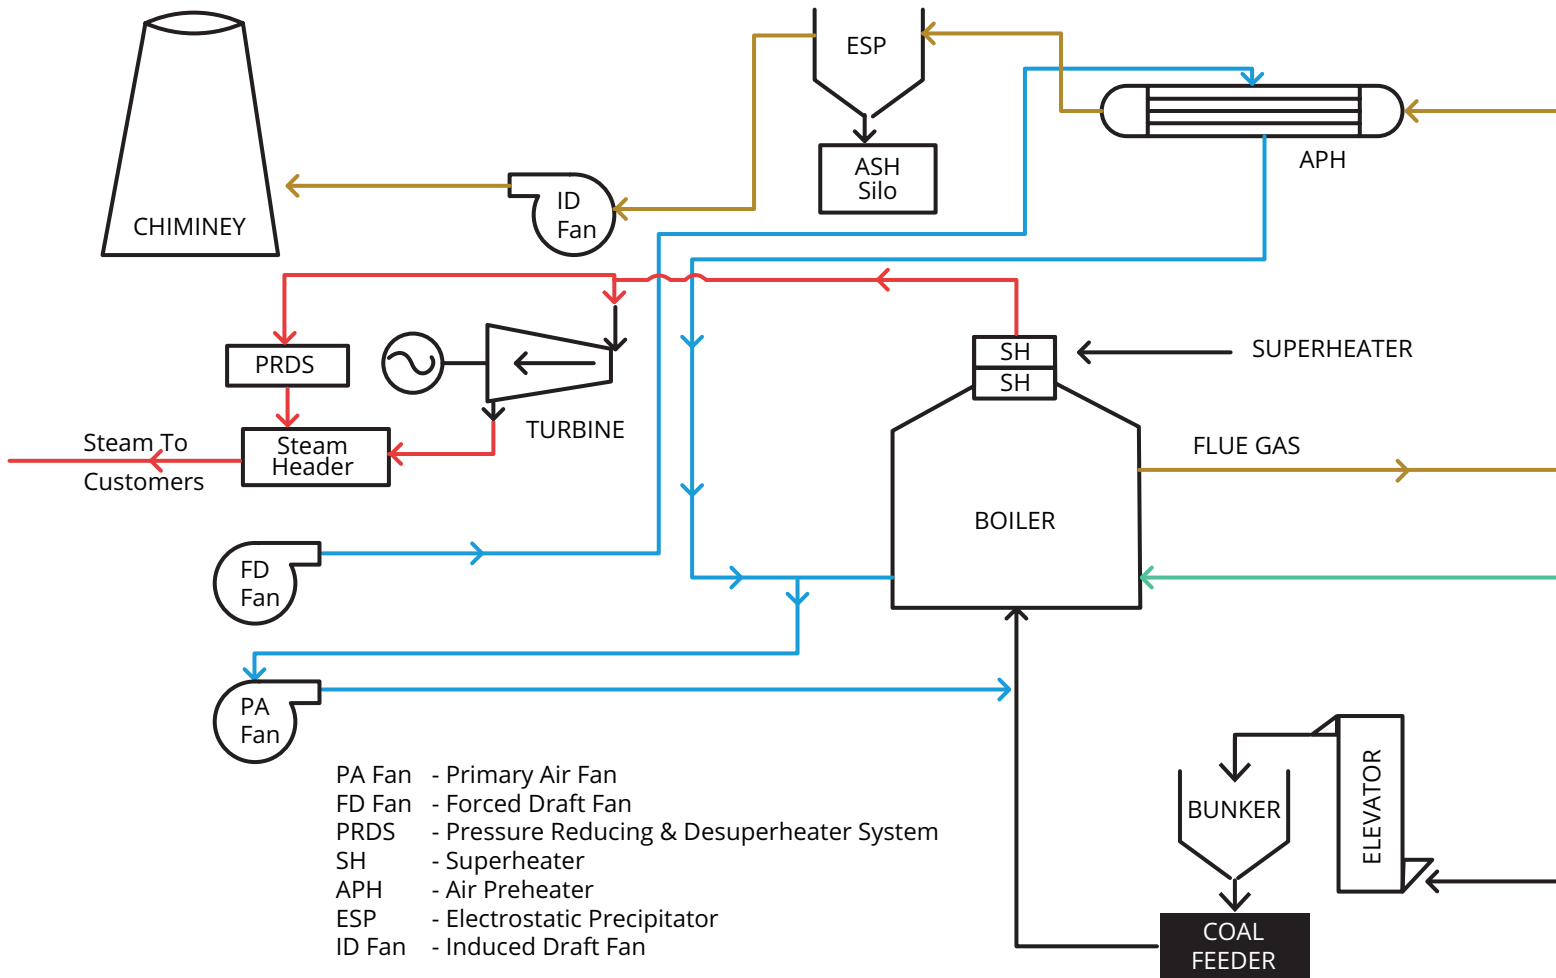 ESP
APH
ASH
Silo
ID
Fan
CHIMINEY
PRDS
SH
SH
SUPERHEATER
TURBINE
Steam To
Customers
Steam
Header
FLUE GAS
BOILER
FD
Fan
PA
Fan
BUNKER
ELEVATOR
COAL
FEEDER
PA Fan - Primary Air Fan
FD Fan - Forced Draft Fan
PRDS - Pressure Reducing & Desuperheater System
SH - Superheater
APH - Air Preheater
ESP - Electrostatic Precipitator
ID Fan - Induced Draft Fan